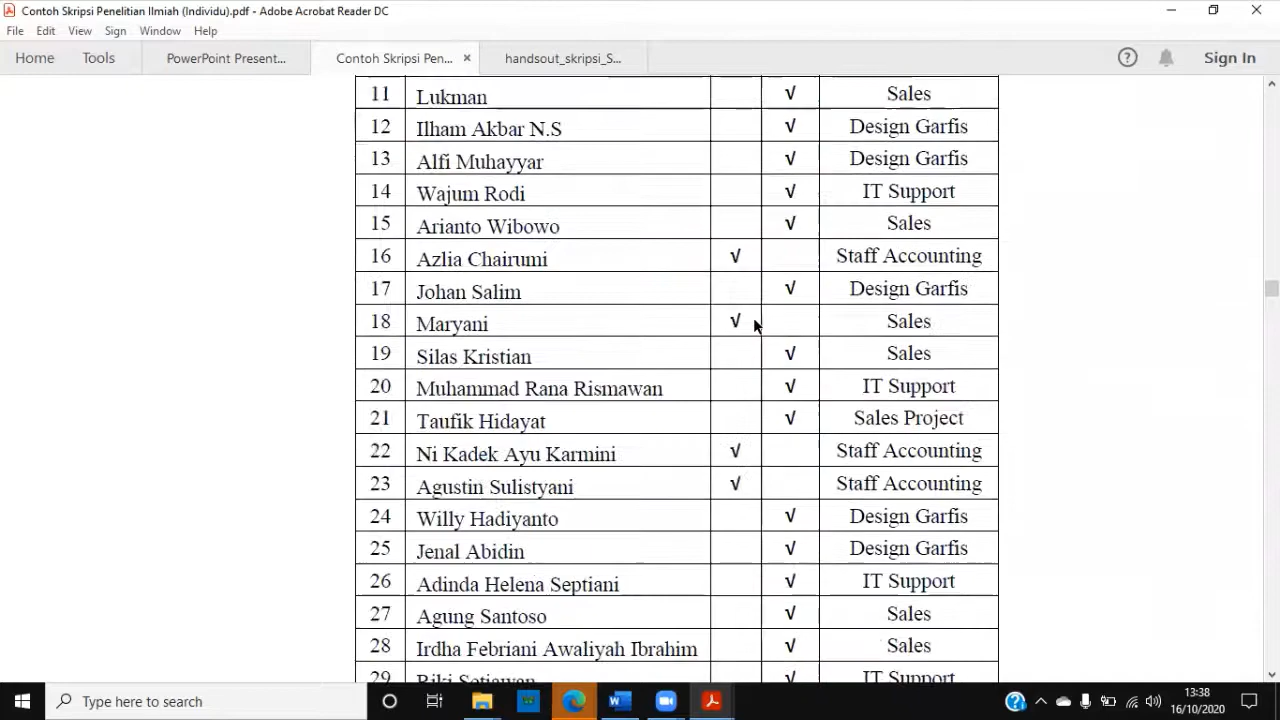 Contoh Skripsi Penelitian Ilmiah (Individu).pdf - Adobe Acrobat Reader DC
File Edit View Sign Window Help
Home Tools PowerPoint Present... Contoh Skripsi Pen... × handsout_skripsi_S... Sign In
11 Lukman √ Sales
12 Ilham Akbar N.S √ Design Garfis
13 Alfi Muhayyar √ Design Garfis
14 Wajum Rodi √ IT Support
15 Arianto Wibowo √ Sales
16 Azlia Chairumi √ Staff Accounting
17 Johan Salim √ Design Garfis
18 Maryani √ Sales
19 Silas Kristian √ Sales
20 Muhammad Rana Rismawan √ IT Support
21 Taufik Hidayat √ Sales Project
22 Ni Kadek Ayu Karmini √ Staff Accounting
23 Agustin Sulistyani √ Staff Accounting
24 Willy Hadiyanto √ Design Garfis
25 Jenal Abidin √ Design Garfis
26 Adinda Helena Septiani √ IT Support
27 Agung Santoso √ Sales
28 Irdha Febriani Awaliyah Ibrahim √ Sales
29 Riki Setiawan √ IT Support
Type here to search
13:38
16/10/2020